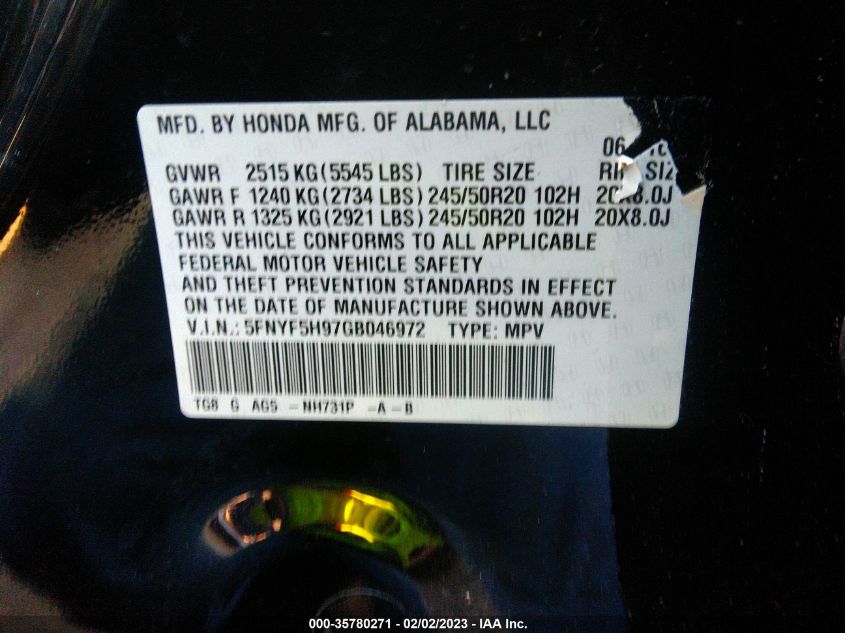 MFD. BY HONDA MFG. OF ALABAMA, LLC
06
GVWR 2515 KG (5545 LBS) TIRE SIZE
GAWR F 1240 KG (2734 LBS) 245/50R20 102H
GAWR R 1325 KG (2921 LBS) 245/50R20 102H 20X8.0J
THIS VEHICLE CONFORMS TO ALL APPLICABLE
FEDERAL MOTOR VEHICLE SAFETY
AND THEFT PREVENTION STANDARDS IN EFFECT
ON THE DATE OF MANUFACTURE SHOWN ABOVE.
V.I.N.: 5FNYF5H97GB046972 TYPE: MPV
TG8 G AG5 -NH731P -A -B
000-35780271 - 02/02/2023 - IAA Inc.